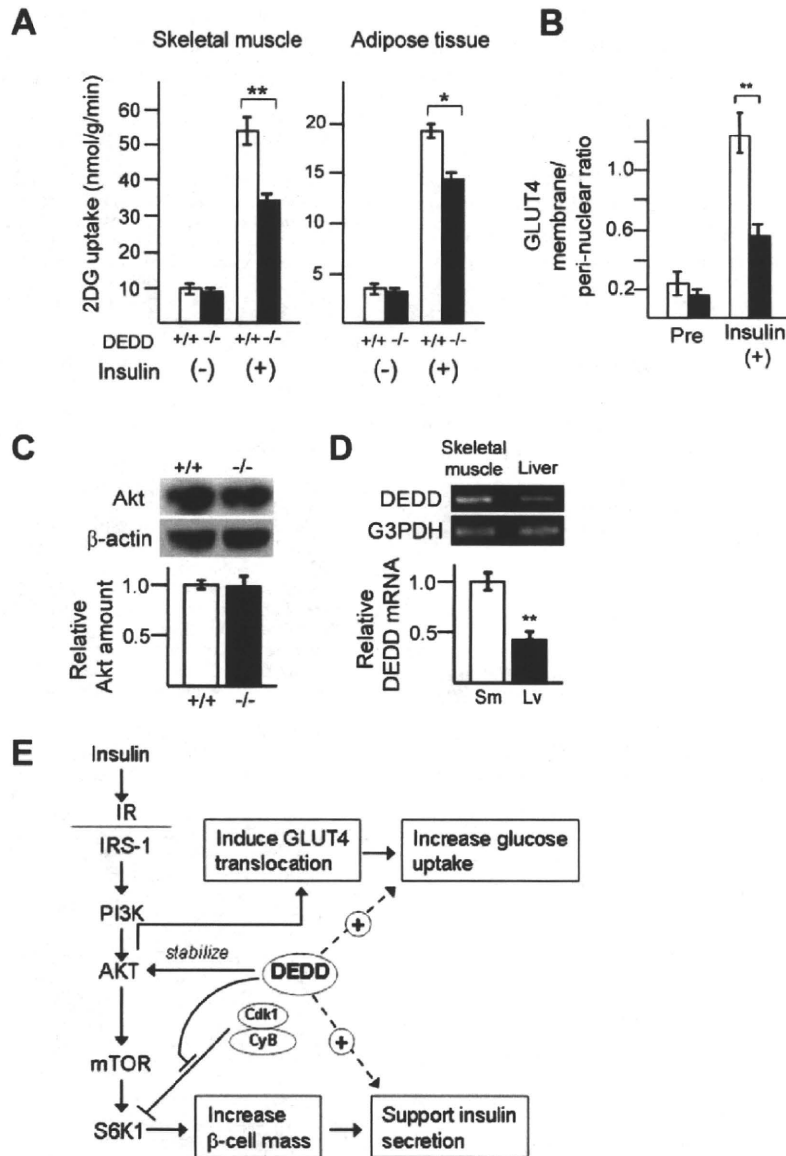 A
Skeletal muscle
Adipose tissue
2DG uptake (nmol/g/min)
60
50
40
30
20
10
**
20
15
10
5
*
DEDD +/+ -/- +/+ -/- +/+ -/- +/+ -/-
Insulin (-) (+) (-) (+)
B
GLUT4
membrane/
peri-nuclear ratio
1.0
0.6
0.2
**
Pre Insulin
(+)
C
+/+ -/-
Akt
β-actin
Relative
Akt amount
1.0
0.5
+/+ -/-
D
Skeletal
muscle Liver
DEDD
G3PDH
Relative
DEDD mRNA
1.0
0.5
**
Sm Lv
E
Insulin
IR
IRS-1
PI3K
AKT
mTOR
S6K1
Induce GLUT4
translocation
Increase glucose
uptake
+
stabilize
DEDD
Cdk1
CyB
+
Increase
β-cell mass
Support insulin
secretion